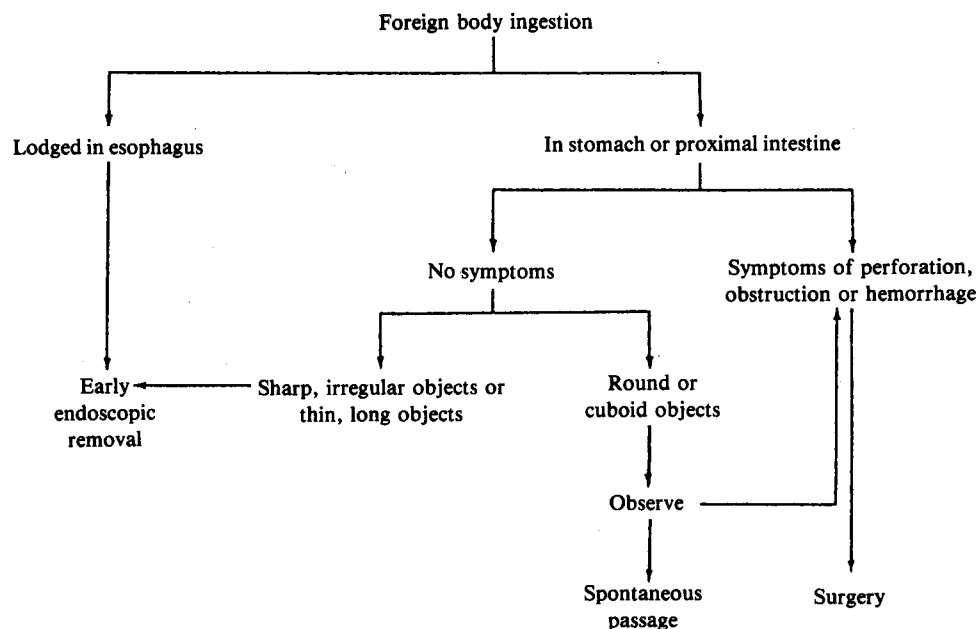 Foreign body ingestion
Lodged in esophagus
In stomach or proximal intestine
No symptoms
Symptoms of perforation,
obstruction or hemorrhage
Early
endoscopic
removal
Sharp, irregular objects or
thin, long objects
Round or
cuboid objects
Observe
Spontaneous
passage
Surgery